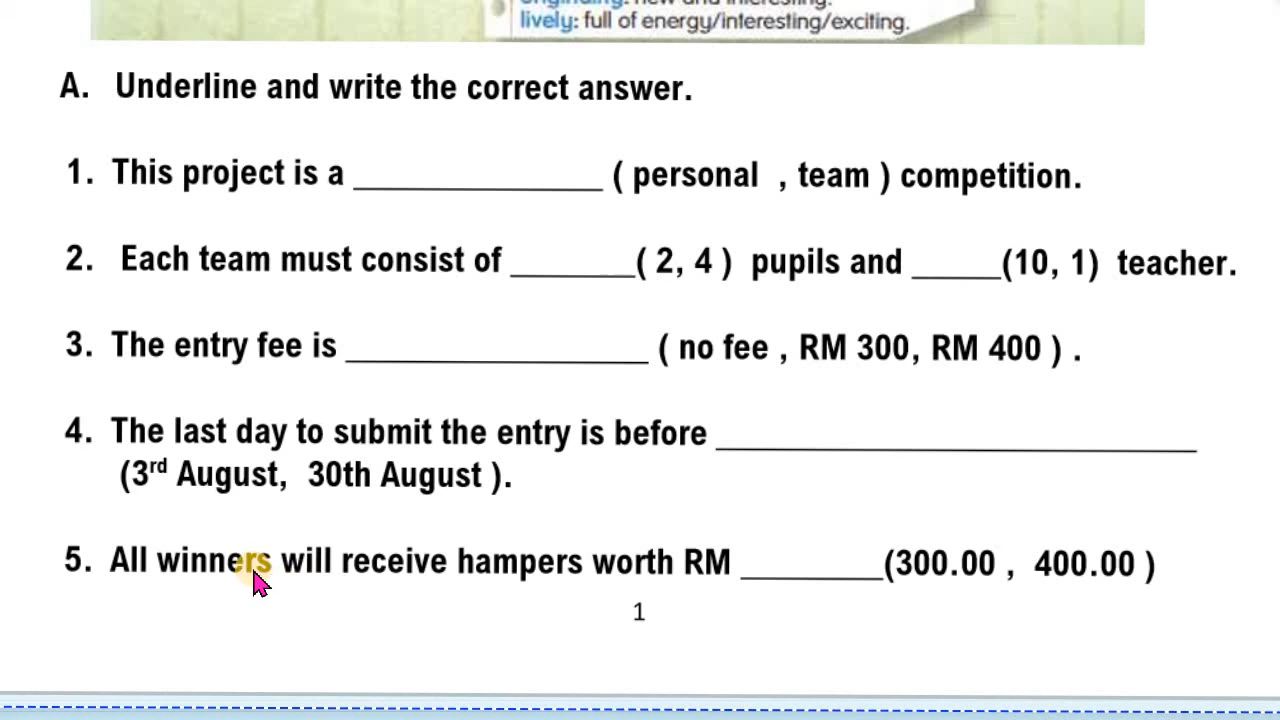 lively: full of energy/interesting/exciting.
A. Underline and write the correct answer.
1. This project is a ______________ ( personal , team ) competition.
2. Each team must consist of _______( 2, 4 ) pupils and _____(10, 1) teacher.
3. The entry fee is _________________ ( no fee , RM 300, RM 400 ) .
4. The last day to submit the entry is before ___________________________
(3rd August, 30th August ).
5. All winners will receive hampers worth RM ________(300.00 , 400.00 )
1